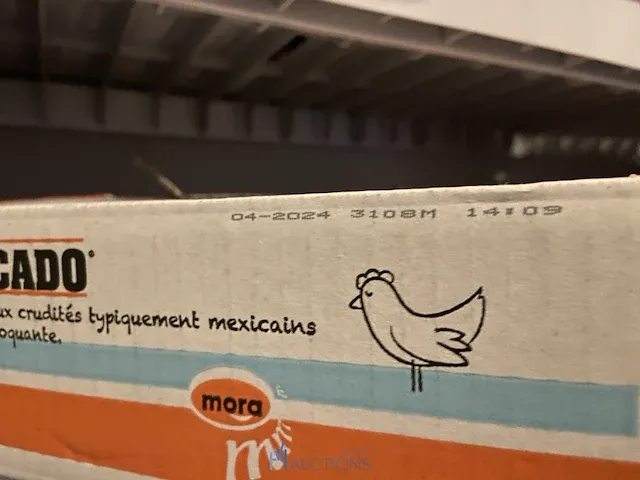 04-2024 3108M 14:09
CADO
ux crudités typiquement mexicains
oquante.
mora
m
AUCTIONS